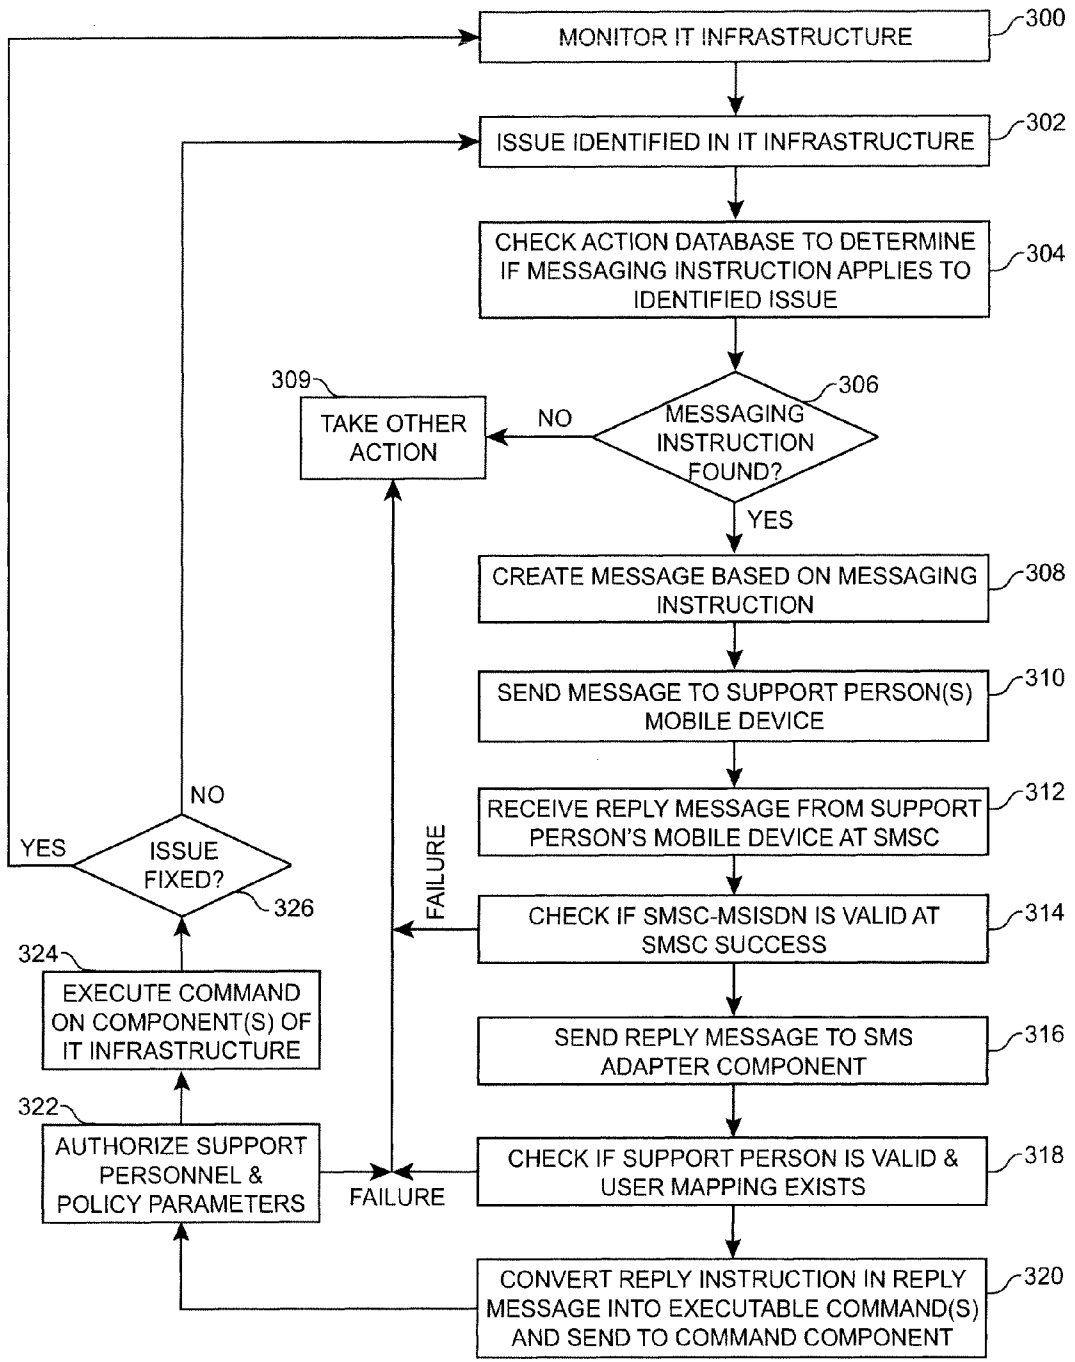 300
MONITOR IT INFRASTRUCTURE
302
ISSUE IDENTIFIED IN IT INFRASTRUCTURE
304
CHECK ACTION DATABASE TO DETERMINE
IF MESSAGING INSTRUCTION APPLIES TO
IDENTIFIED ISSUE
306
MESSAGING
INSTRUCTION
FOUND?
NO
309
TAKE OTHER
ACTION
YES
308
CREATE MESSAGE BASED ON MESSAGING
INSTRUCTION
310
SEND MESSAGE TO SUPPORT PERSON(S)
MOBILE DEVICE
312
RECEIVE REPLY MESSAGE FROM SUPPORT
PERSON'S MOBILE DEVICE AT SMSC
314
CHECK IF SMSC-MSISDN IS VALID AT
SMSC SUCCESS
FAILURE
316
SEND REPLY MESSAGE TO SMS
ADAPTER COMPONENT
318
CHECK IF SUPPORT PERSON IS VALID &
USER MAPPING EXISTS
FAILURE
320
CONVERT REPLY INSTRUCTION IN REPLY
MESSAGE INTO EXECUTABLE COMMAND(S)
AND SEND TO COMMAND COMPONENT
322
AUTHORIZE SUPPORT
PERSONNEL &
POLICY PARAMETERS
324
EXECUTE COMMAND
ON COMPONENT(S) OF
IT INFRASTRUCTURE
326
ISSUE
FIXED?
YES
NO